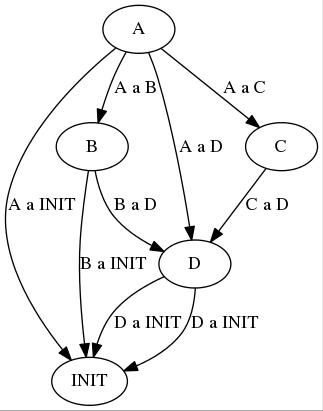 A
A a B
A a C
B
A a D
C
A a INIT
B a D
C a D
B a INIT
D
D a INIT
D a INIT
INIT